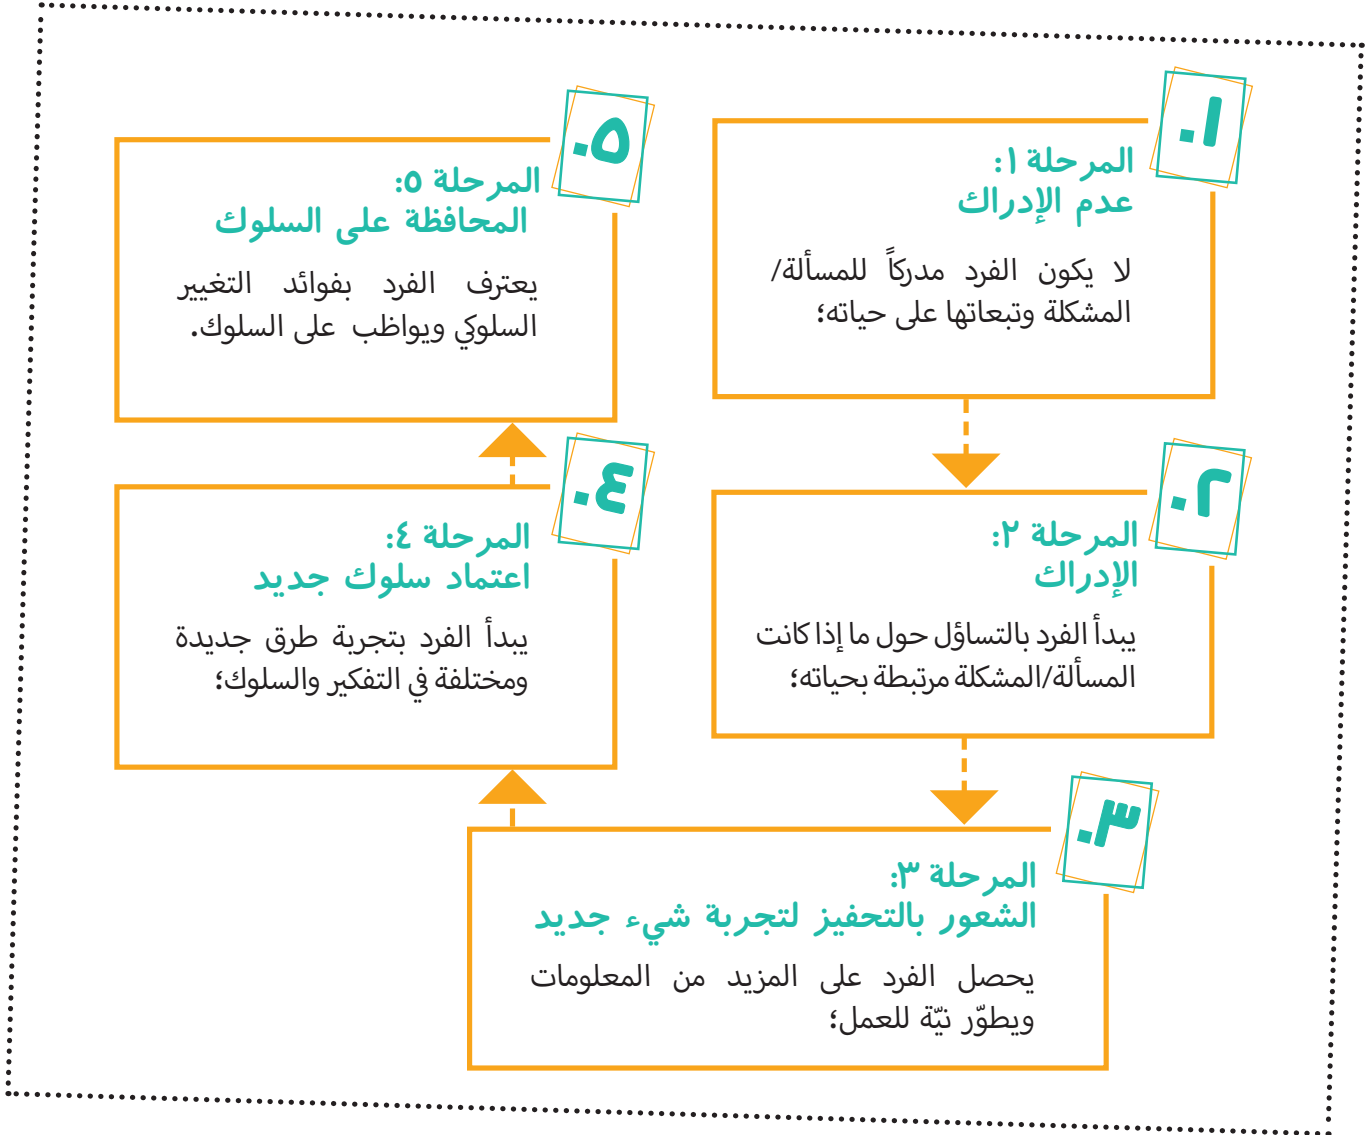 ١.
المرحلة ١:
عدم الإدراك
لا يكون الفرد مدركاً للمسألة/
المشكلة وتبعاتها على حياته؛
٢.
المرحلة ٢:
الإدراك
يبدأ الفرد بالتساؤل حول ما إذا كانت
المسألة/المشكلة مرتبطة بحياته؛
٣.
المرحلة ٣:
الشعور بالتحفيز لتجربة شيء جديد
يحصل الفرد على المزيد من المعلومات
ويطوّر نيّة للعمل؛
٤.
المرحلة ٤:
اعتماد سلوك جديد
يبدأ الفرد بتجربة طرق جديدة
ومختلفة في التفكير والسلوك؛
٥.
المرحلة ٥:
المحافظة على السلوك
يعترف الفرد بفوائد التغيير
السلوكي ويواظب على السلوك.